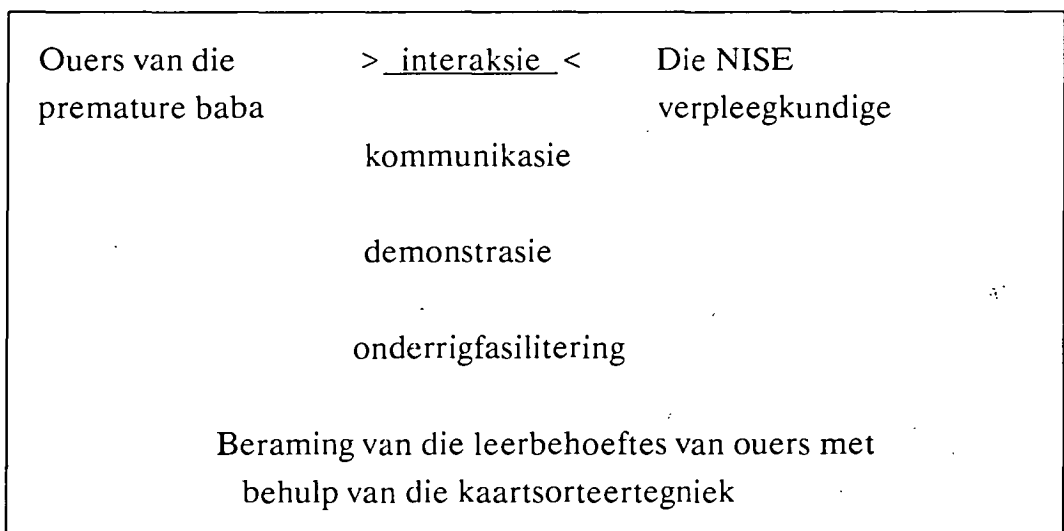 Ouers van die > interaksie < Die NISE
premature baba verpleegkundige
kommunikasie
demonstrasie
onderrigfasilitering
Beraming van die leerbehoeftes van ouers met
behulp van die kaartsorteertegniek